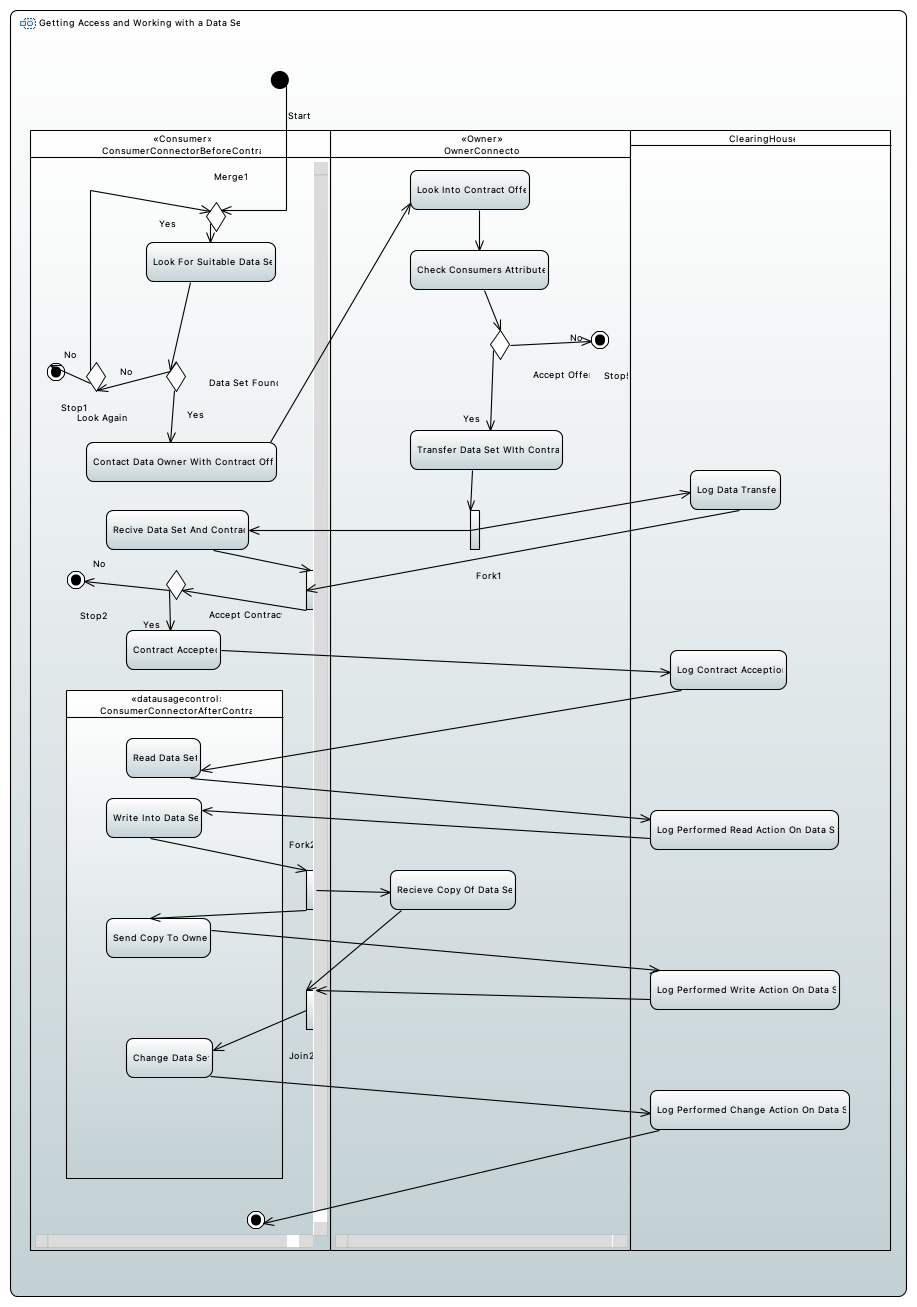 Getting Access and Working with a Data Se
Start
«Consumer»
ConsumerConnectorBeforeContra
«Owner»
OwnerConnecto
ClearingHouse
Merge1
Look Into Contract Offe
Yes
Look For Suitable Data Se
Check Consumers Attribute
No
No
No
Data Set Found
Accept Offer
Stop5
Stop1
Look Again
Yes
Yes
Contact Data Owner With Contract Off
Transfer Data Set WIth Contra
Log Data Transfe
Recive Data Set And Contrac
No
Fork1
Stop2
Accept Contrac
Yes
Contract Accepted
Log Contract Acception
«datausagecontrol»
ConsumerConnectorAfterContra
Read Data Set
Write Into Data Se
Log Performed Read Action On Data S
Fork2
Recieve Copy Of Data Se
Send Copy To Owne
Log Performed Write Action On Data S
Change Data Set
Join2
Log Performed Change Action On Data S